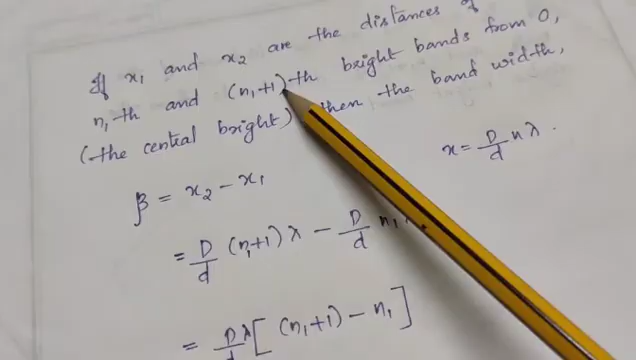 If x₁ and x₂ are the distances of
n₁-th and (n₁+1)-th bright bands from O,
(the central bright) then the band width,
x = D/d nλ.
β = x₂ - x₁
= D/d (n₁+1) λ - D/d n₁
= Dλ/d [ (n₁+1) - n₁ ]